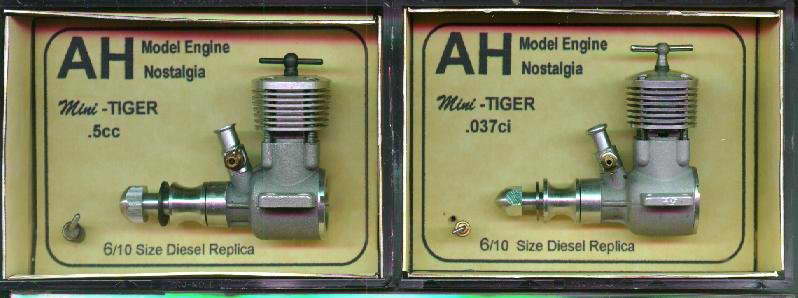 AH Model Engine
Nostalgia
Mini -TIGER
.5cc
6/10 Size Diesel Replica
AH Model Engine
Nostalgia
Mini -TIGER
.037ci
6/10 Size Diesel Replica